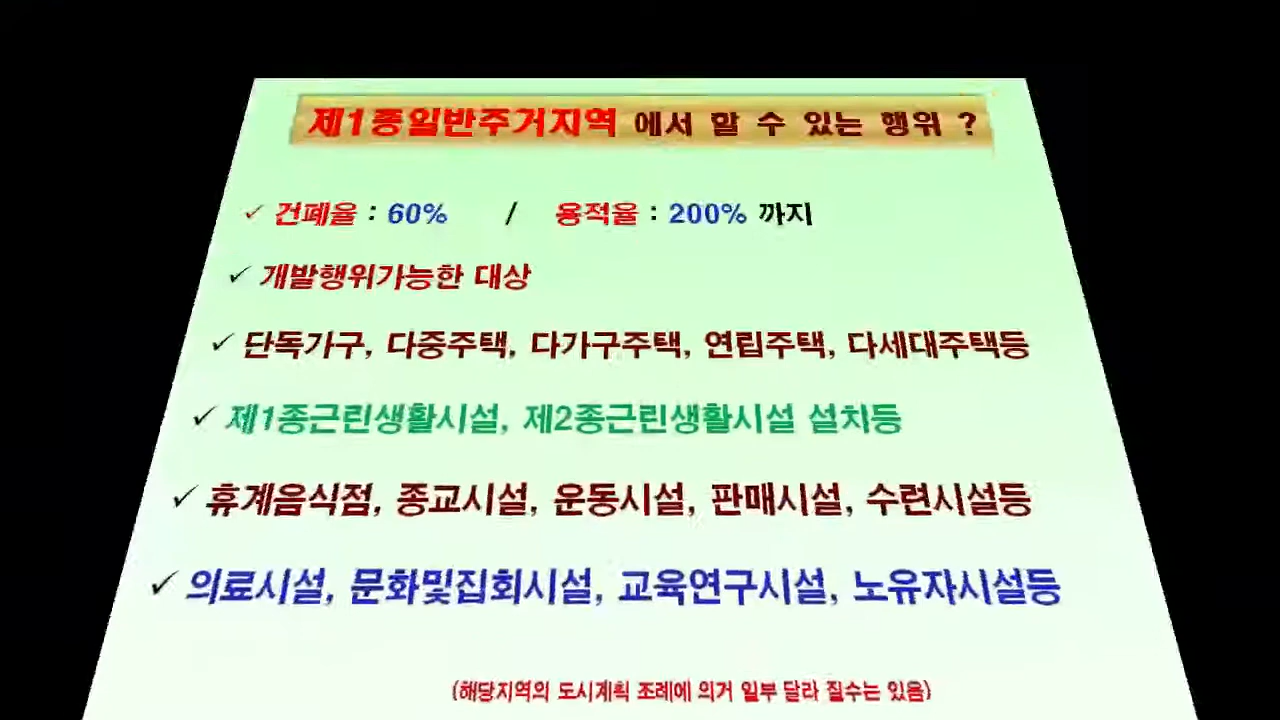 제1종일반주거지역 에서 할 수 있는 행위 ?
✓ 건폐율 : 60% / 용적율 : 200% 까지
✓ 개발행위가능한 대상
✓ 단독가구, 다중주택, 다가구주택, 연립주택, 다세대주택등
✓ 제1종근린생활시설, 제2종근린생활시설 설치등
✓ 휴계음식점, 종교시설, 운동시설, 판매시설, 수련시설등
✓ 의료시설, 문화및집회시설, 교육연구시설, 노유자시설등
(해당지역의 도시계획 조례에 의거 일부 달라 질수는 있음)